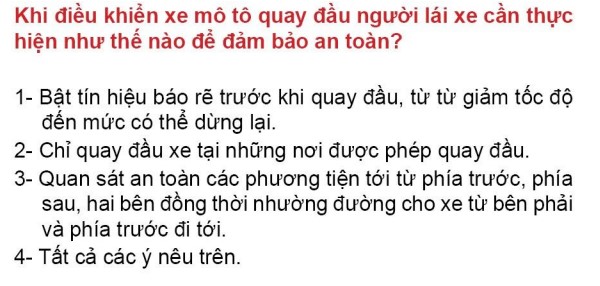 Khi điều khiển xe mô tô quay đầu người lái xe cần thực
hiện như thế nào để đảm bảo an toàn?
1- Bật tín hiệu báo rẽ trước khi quay đầu, từ từ giảm tốc độ
đến mức có thể dừng lại.
2- Chỉ quay đầu xe tại những nơi được phép quay đầu.
3- Quan sát an toàn các phương tiện tới từ phía trước, phía
sau, hai bên đồng thời nhường đường cho xe từ bên phải
và phía trước đi tới.
4- Tất cả các ý nêu trên.